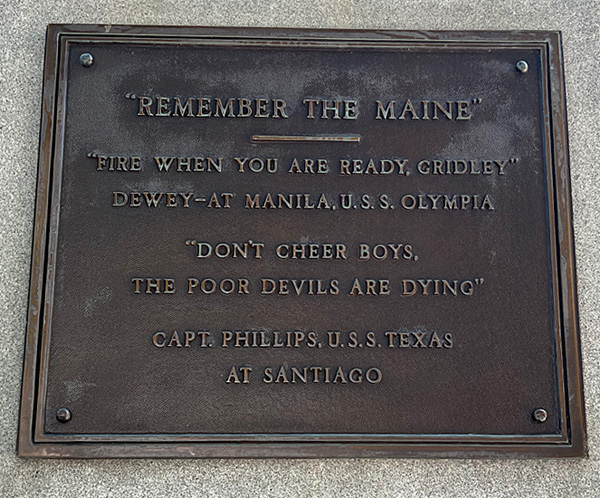 "REMEMBER THE MAINE"
"FIRE WHEN YOU ARE READY, GRIDLEY"
DEWEY-AT MANILA, U.S.S. OLYMPIA
"DON'T CHEER BOYS,
THE POOR DEVILS ARE DYING"
CAPT. PHILLIPS, U.S.S. TEXAS
AT SANTIAGO